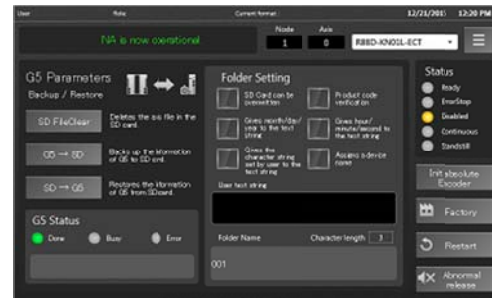 User Role Current format 12/21/201 12:20 PM
Node Axis
NA is now operational. 1 0 R88D-KN01L-ECT
G5 Parameters
Backup / Restore
SD FileClear
Deletes the file in the
SD card.
G5 → SD
Backs up the information
of G5 to SD card.
SD → G5
Restores the information
of G5 from SDcard.
G5 Status
Done Busy Error
Folder Setting
SD Card can be
overwritten
Product code
verification
Gives month/day/
year to the text
string
Gives hour/
minute/second to
the text string
Gives the
character string
set by user to the
text string
Assigns a device
name
User text string
Folder Name Character length 3
001
Status
Ready
ErrorStop
Disabled
Continuous
Standstill
Init absolute
Encoder
Factory
Restart
Abnormal
release